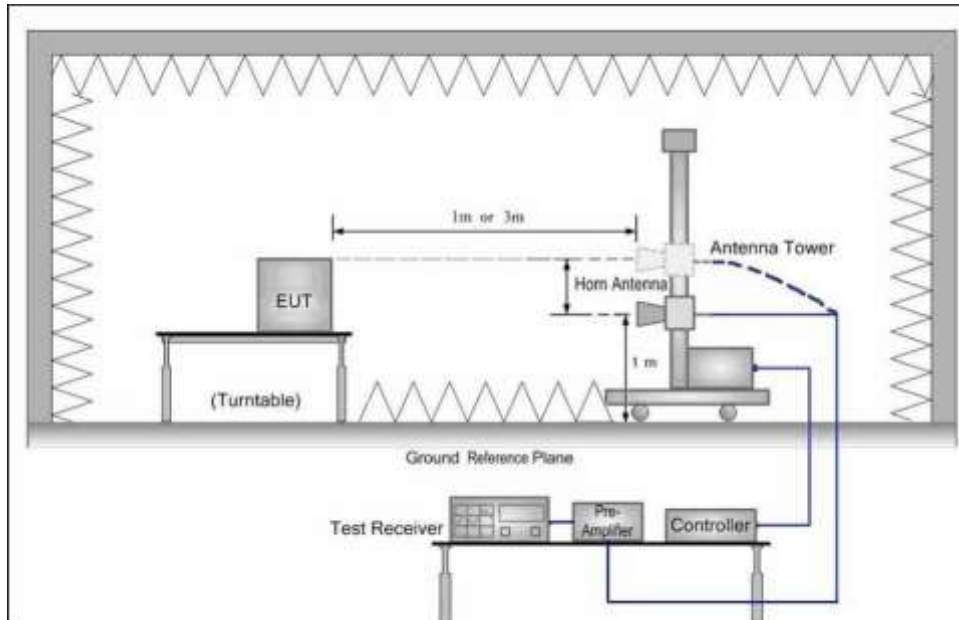 1m or 3m
Antenna Tower
Horn Antenna
EUT
1 m
(Turntable)
Ground Reference Plane
Test Receiver
Pre-
Amplifier
Controller